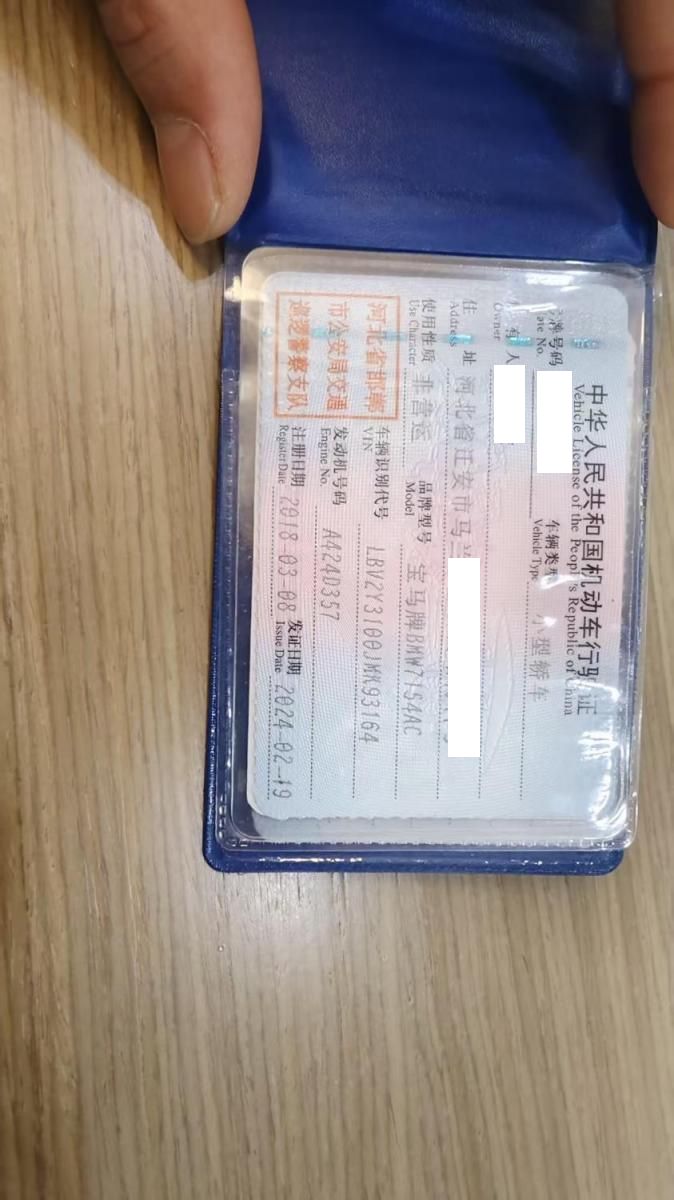 中华人民共和国机动车行驶证
Vehicle License of the People's Republic of China
号牌号码
Plate No.
车辆类型 小型轿车
Vehicle Type
所有人
Owner
住 址 河北省迁安市马兰
Address
使用性质 非营运 品牌型号 宝马牌BMW7154AC
Use Character Model
河北省邯郸
市公安局交通
巡逻警察支队
车辆识别代号 LBV2Y3100JMK93164
VIN
发动机号码 A424D357
Engine No.
注册日期 2018-03-08 发证日期 2024-02-19
Register Date Issue Date